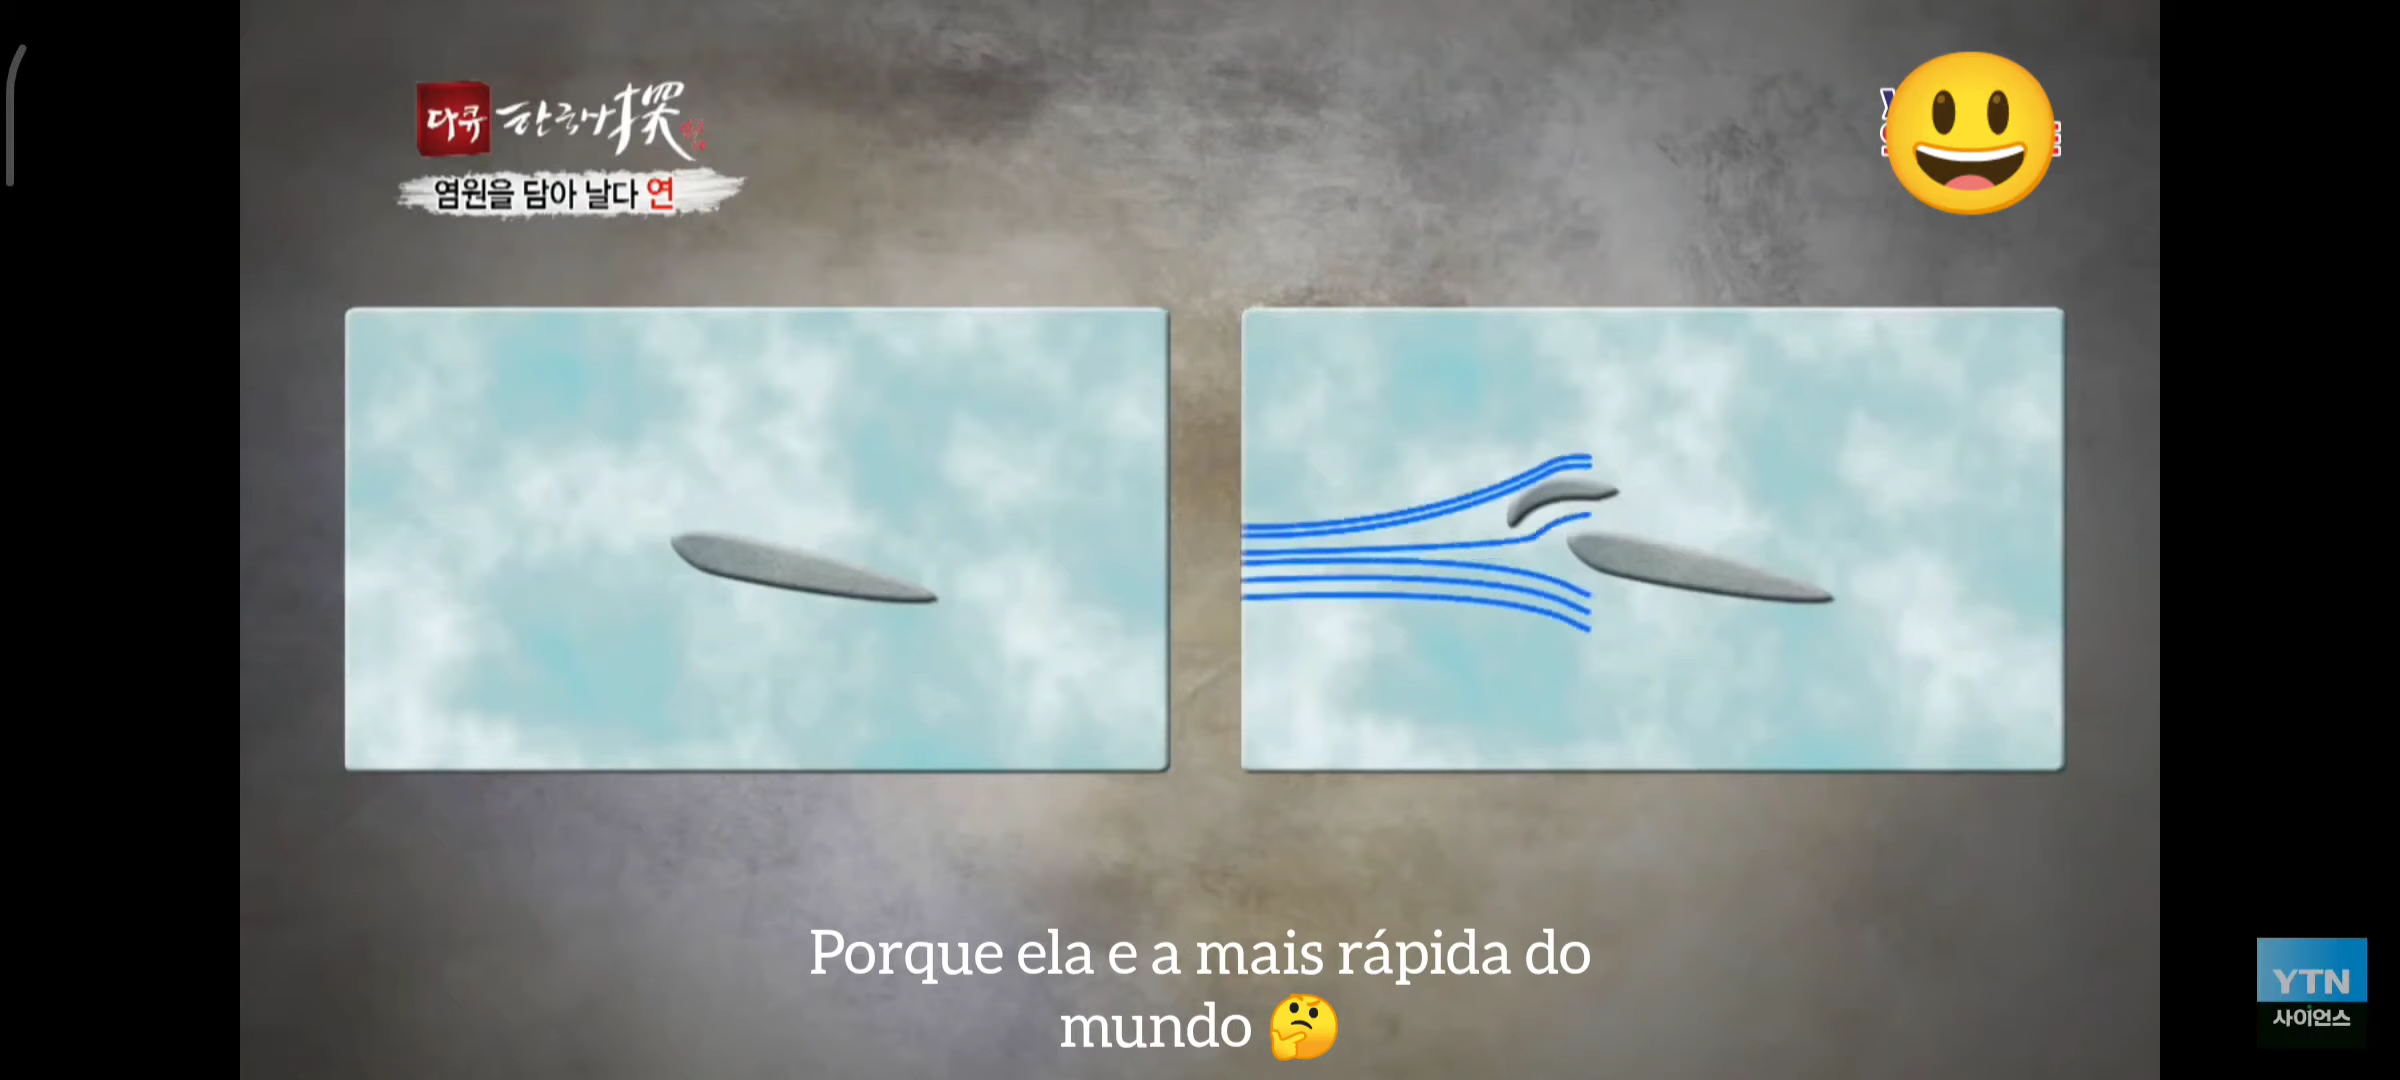 다큐 한국사 探
염원을 담아 날다 연
Porque ela e a mais rápida do
mundo 🤔
YTN
사이언스